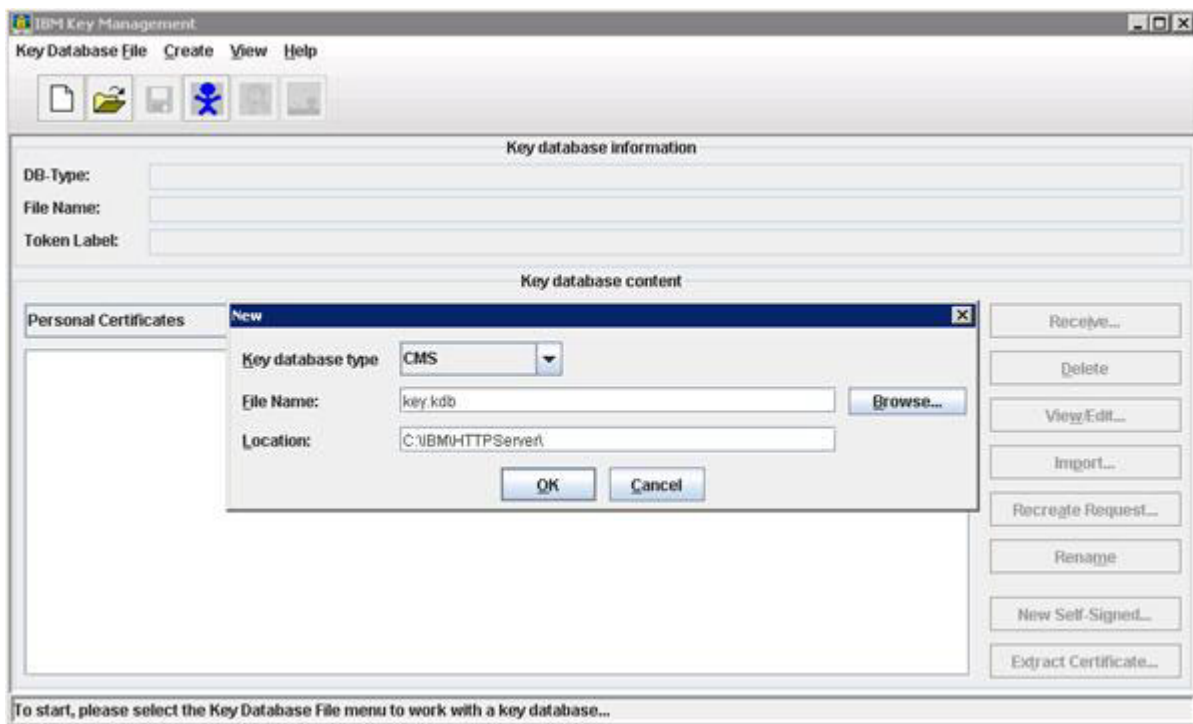 IBM Key Management
Key Database File Create View Help
Key database information
DB-Type:
File Name:
Token Label:
Key database content
Personal Certificates
New
Key database type CMS
File Name: key.kdb Browse...
Location: C:\IBM\HTTPServer\
OK Cancel
Receive...
Delete
View/Edit...
Import...
Recreate Request...
Rename
New Self-Signed...
Extract Certificate...
To start, please select the Key Database File menu to work with a key database...